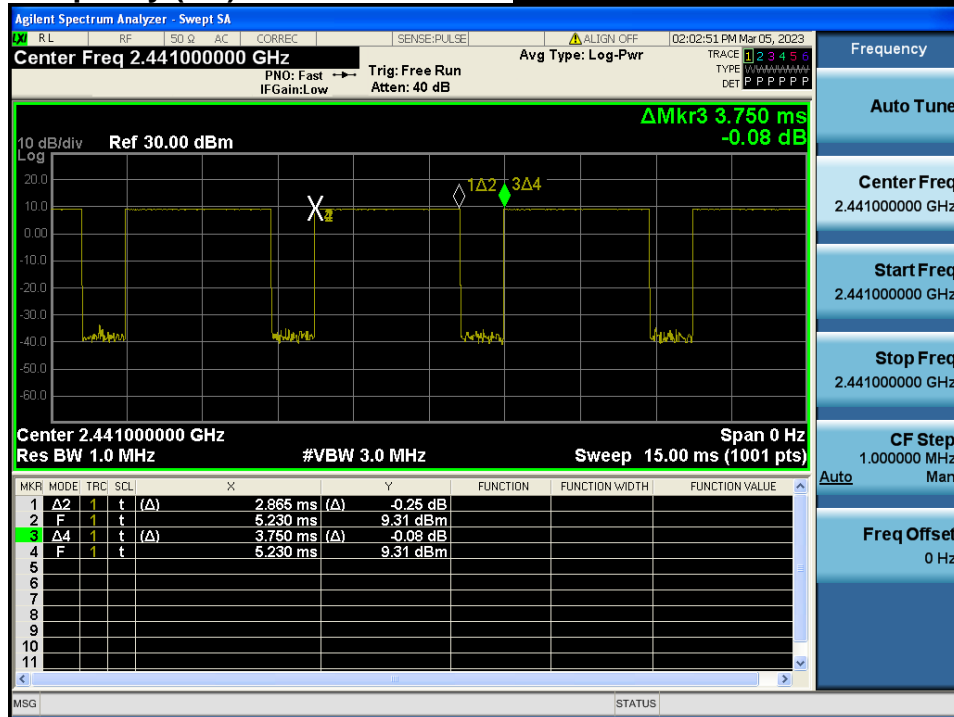 Agilent Spectrum Analyzer - Swept SA
LXI RL RF 50 Ω AC CORREC SENSE:PULSE ALIGN OFF 02:02:51 PM Mar 05, 2023
Center Freq 2.441000000 GHz
PNO: Fast
IFGain:Low
Trig: Free Run
Atten: 40 dB
Avg Type: Log-Pwr
TRACE 1 2 3 4 5 6
TYPE WWWWWW
DET P P P P P P
ΔMkr3 3.750 ms
-0.08 dB
10 dB/div Ref 30.00 dBm
Log
20.0
10.0
0.00
-10.0
-20.0
-30.0
-40.0
-50.0
-60.0
1Δ2
3Δ4
Center 2.441000000 GHz
Span 0 Hz
Res BW 1.0 MHz
#VBW 3.0 MHz
Sweep 15.00 ms (1001 pts)
MKR MODE TRC SCL X Y FUNCTION FUNCTION WIDTH FUNCTION VALUE
1 Δ2 1 t (Δ) 2.865 ms (Δ) -0.25 dB
2 F 1 t 5.230 ms 9.31 dBm
3 Δ4 1 t (Δ) 3.750 ms (Δ) -0.08 dB
4 F 1 t 5.230 ms 9.31 dBm
5
6
7
8
9
10
11
MSG
STATUS
Frequency
Auto Tune
Center Freq
2.441000000 GHz
Start Freq
2.441000000 GHz
Stop Freq
2.441000000 GHz
CF Step
1.000000 MHz
Auto Man
Freq Offset
0 Hz